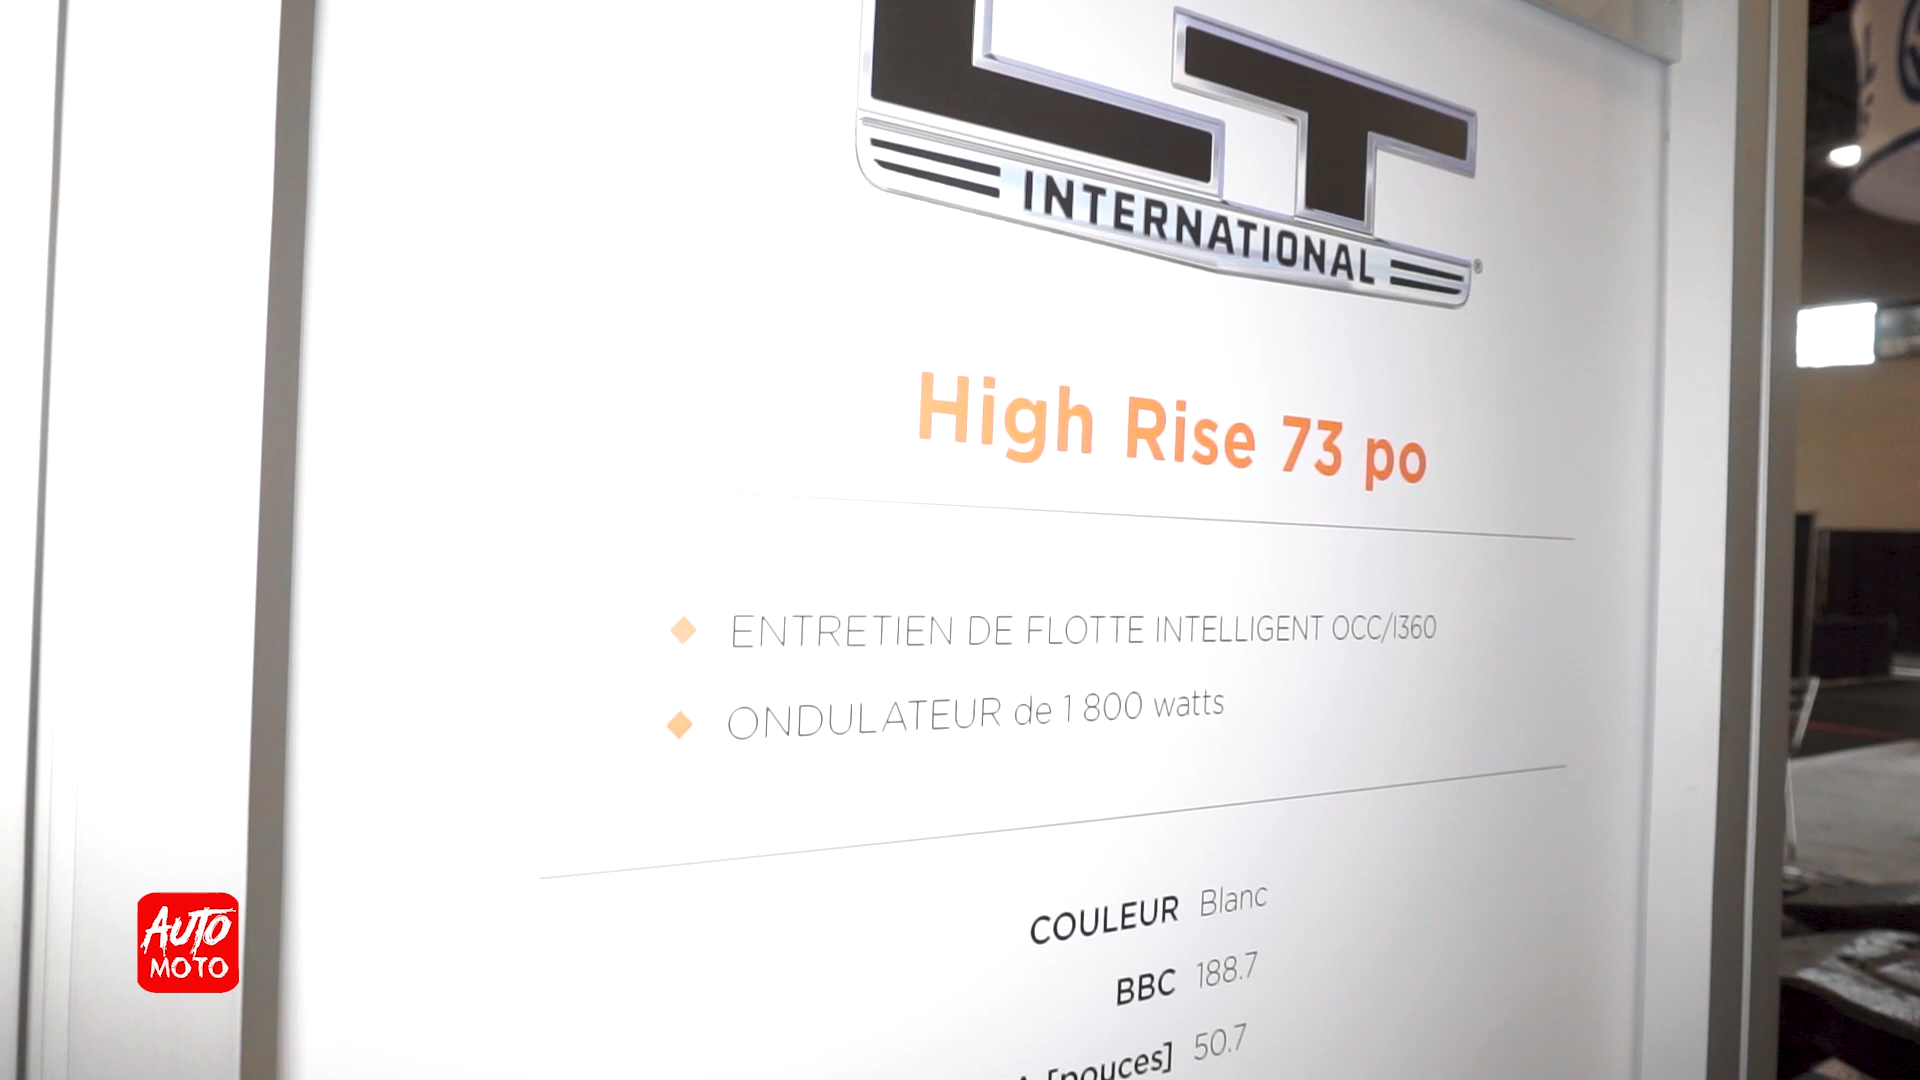 LT
INTERNATIONAL®
High Rise 73 po
ENTRETIEN DE FLOTTE INTELLIGENT OCC/I360
ONDULATEUR de 1 800 watts
COULEUR Blanc
BBC 188.7
[pouces] 50.7
AUTO
MOTO